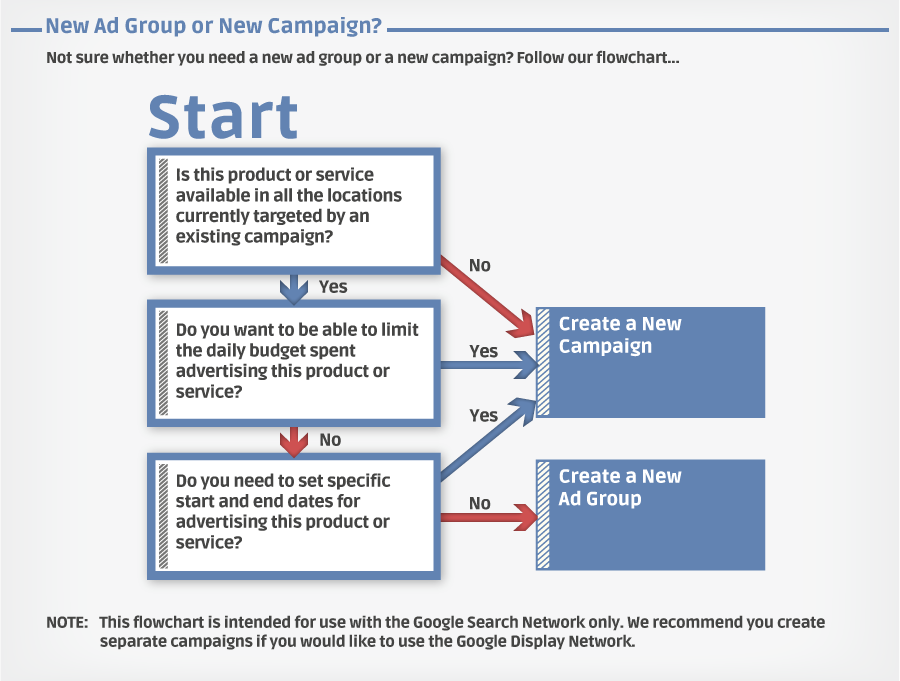 New Ad Group or New Campaign?
Not sure whether you need a new ad group or a new campaign? Follow our flowchart...
Start
Is this product or service
available in all the locations
currently targeted by an
existing campaign?
No
Yes
Do you want to be able to limit
the daily budget spent
advertising this product or
service?
Yes
Create a New
Campaign
Yes
No
Do you need to set specific
start and end dates for
advertising this product or
service?
No
Create a New
Ad Group
NOTE: This flowchart is intended for use with the Google Search Network only. We recommend you create
separate campaigns if you would like to use the Google Display Network.